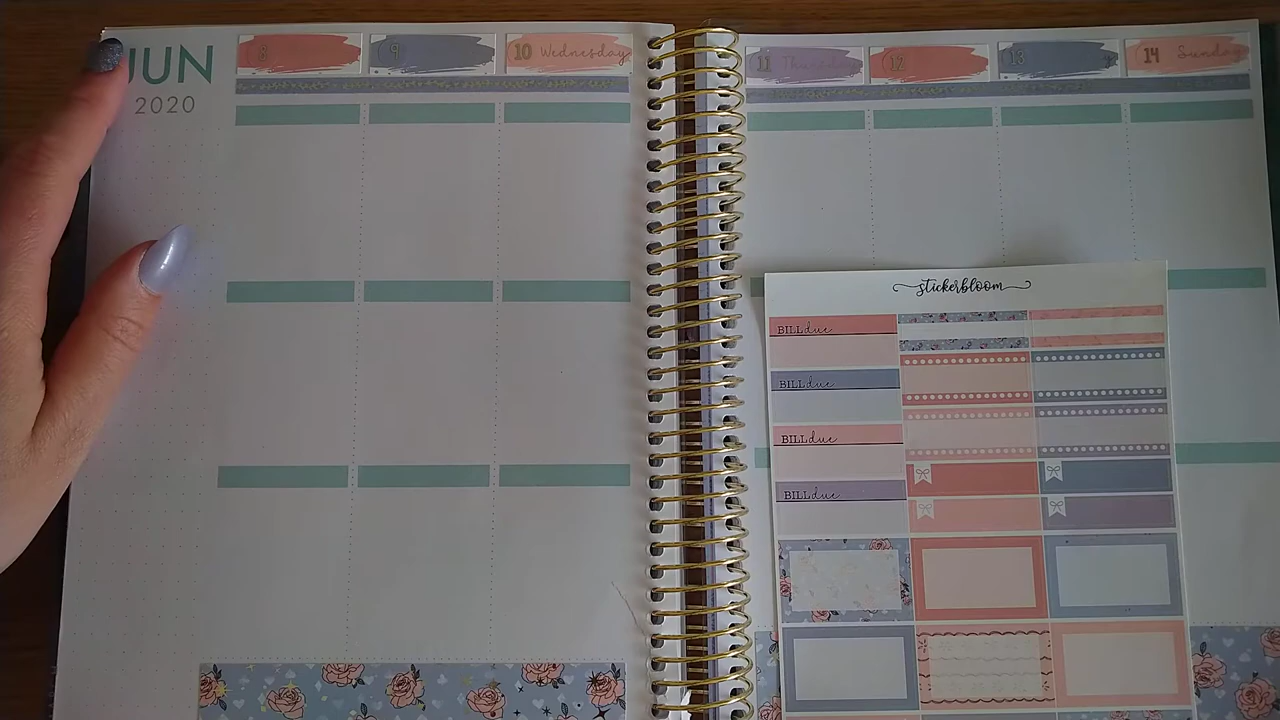 JUN
2020
8
9
10 Wednesday
11 Thursday
12
13
14 Sunday
stickerbloom
BILL due
BILL due
BILL due
BILL due